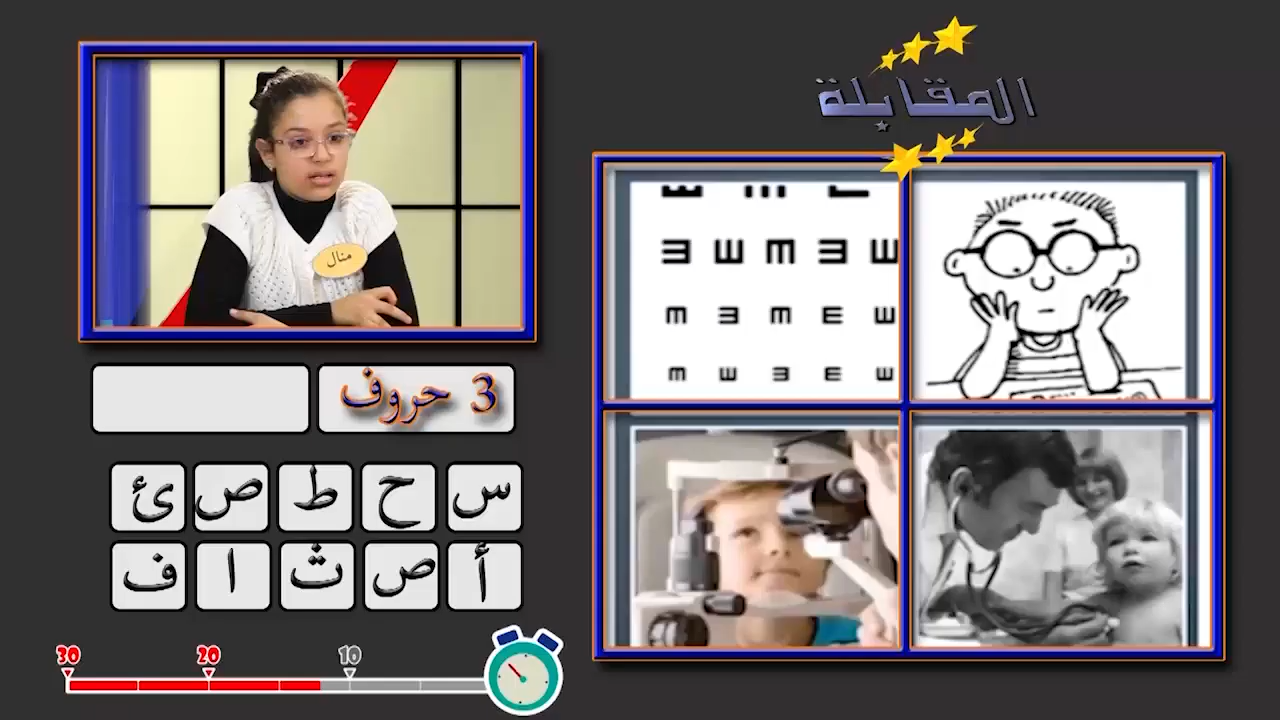 المقابلة
منال
3 حروف
س ح ط ص ئ
أ ص ث ا ف
30 20 10